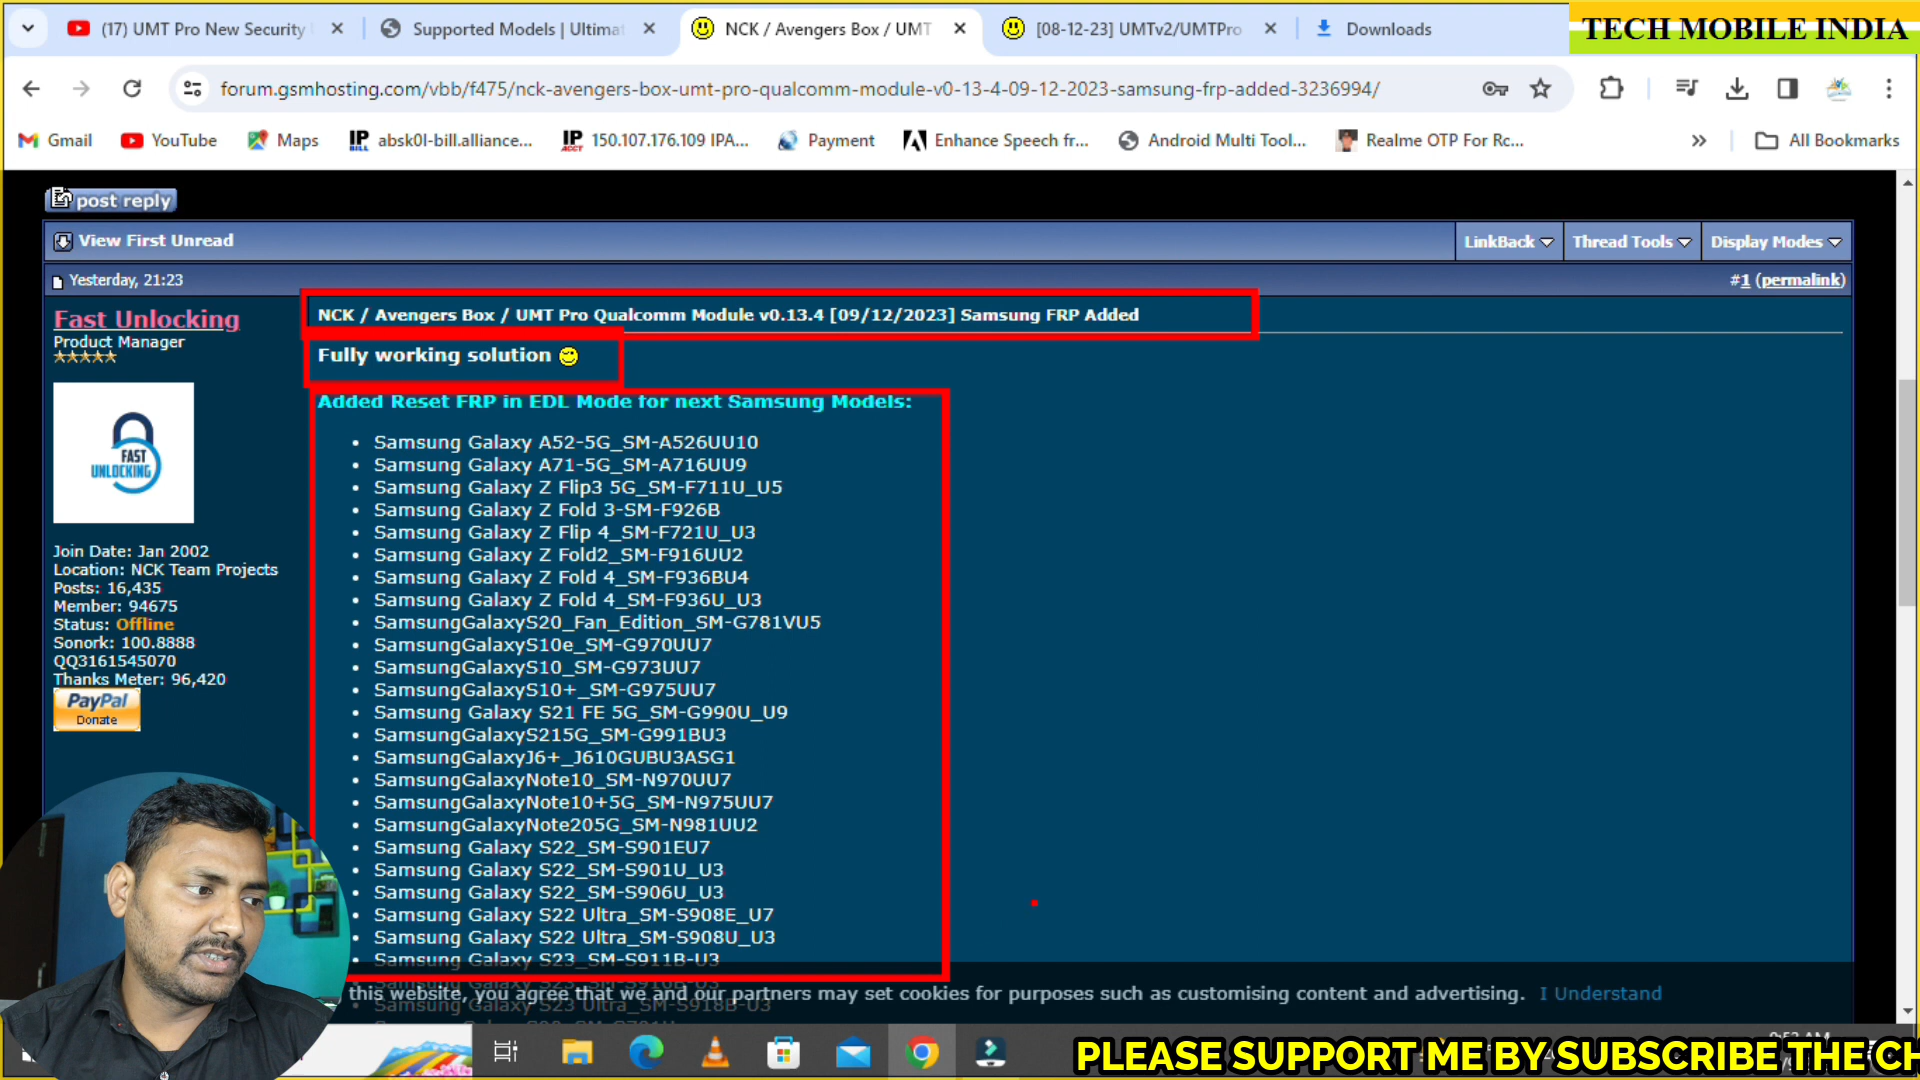 (17) UMT Pro New Security
Supported Models | Ultima
NCK / Avengers Box / UMT
[08-12-23] UMTv2/UMTPro
Downloads
TECH MOBILE INDIA
forum.gsmhosting.com/vbb/f475/nck-avengers-box-umt-pro-qualcomm-module-v0-13-4-09-12-2023-samsung-frp-added-3236994/
Gmail
YouTube
Maps
absk0l-bill.alliance...
150.107.176.109 IPA...
Payment
Enhance Speech fr...
Android Multi Tool...
Realme OTP For Rc...
All Bookmarks
post reply
View First Unread
LinkBack
Thread Tools
Display Modes
Yesterday, 21:23
#1 (permalink)
Fast Unlocking
Product Manager
FAST
UNLOCKING
Join Date: Jan 2002
Location: NCK Team Projects
Posts: 16,435
Member: 94675
Status: Offline
Sonork: 100.8888
QQ3161545070
Thanks Meter: 96,420
PayPal
Donate
NCK / Avengers Box / UMT Pro Qualcomm Module v0.13.4 [09/12/2023] Samsung FRP Added
Fully working solution
Added Reset FRP in EDL Mode for next Samsung Models:
• Samsung Galaxy A52-5G_SM-A526UU10
• Samsung Galaxy A71-5G_SM-A716UU9
• Samsung Galaxy Z Flip3 5G_SM-F711U_U5
• Samsung Galaxy Z Fold 3-SM-F926B
• Samsung Galaxy Z Flip 4_SM-F721U_U3
• Samsung Galaxy Z Fold2_SM-F916UU2
• Samsung Galaxy Z Fold 4_SM-F936BU4
• Samsung Galaxy Z Fold 4_SM-F936U_U3
• SamsungGalaxyS20_Fan_Edition_SM-G781VU5
• SamsungGalaxyS10e_SM-G970UU7
• SamsungGalaxyS10_SM-G973UU7
• SamsungGalaxyS10+_SM-G975UU7
• Samsung Galaxy S21 FE 5G_SM-G990U_U9
• SamsungGalaxyS215G_SM-G991BU3
• SamsungGalaxyJ6+_J610GUBU3ASG1
• SamsungGalaxyNote10_SM-N970UU7
• SamsungGalaxyNote10+5G_SM-N975UU7
• SamsungGalaxyNote205G_SM-N981UU2
• Samsung Galaxy S22_SM-S901EU7
• Samsung Galaxy S22_SM-S901U_U3
• Samsung Galaxy S22_SM-S906U_U3
• Samsung Galaxy S22 Ultra_SM-S908E_U7
• Samsung Galaxy S22 Ultra_SM-S908U_U3
• Samsung Galaxy S23_SM-S911B-U3
this website, you agree that we and our partners may set cookies for purposes such as customising content and advertising. I Understand
PLEASE SUPPORT ME BY SUBSCRIBE THE CH